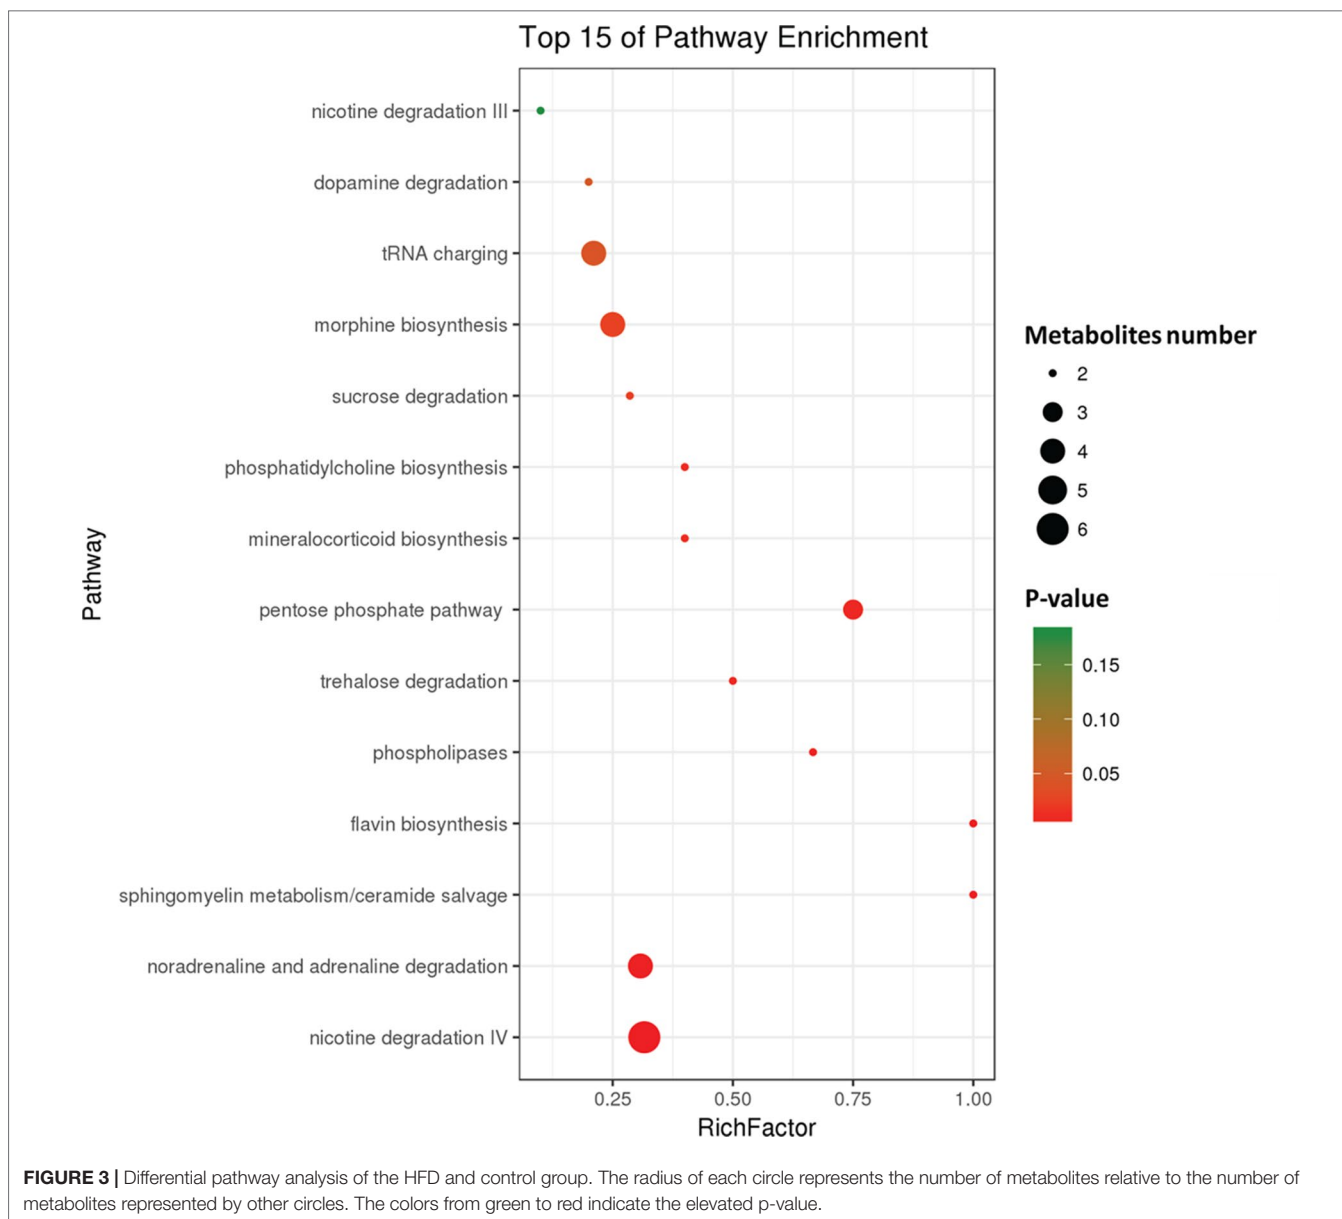 Top 15 of Pathway Enrichment
nicotine degradation III
dopamine degradation
tRNA charging
morphine biosynthesis
sucrose degradation
phosphatidylcholine biosynthesis
mineralocorticoid biosynthesis
pentose phosphate pathway
trehalose degradation
phospholipases
flavin biosynthesis
sphingomyelin metabolism/ceramide salvage
noradrenaline and adrenaline degradation
nicotine degradation IV
Pathway
0.25 0.50 0.75 1.00
RichFactor
Metabolites number
2
3
4
5
6
P-value
0.15
0.10
0.05
FIGURE 3 | Differential pathway analysis of the HFD and control group. The radius of each circle represents the number of metabolites relative to the number of
metabolites represented by other circles. The colors from green to red indicate the elevated p-value.